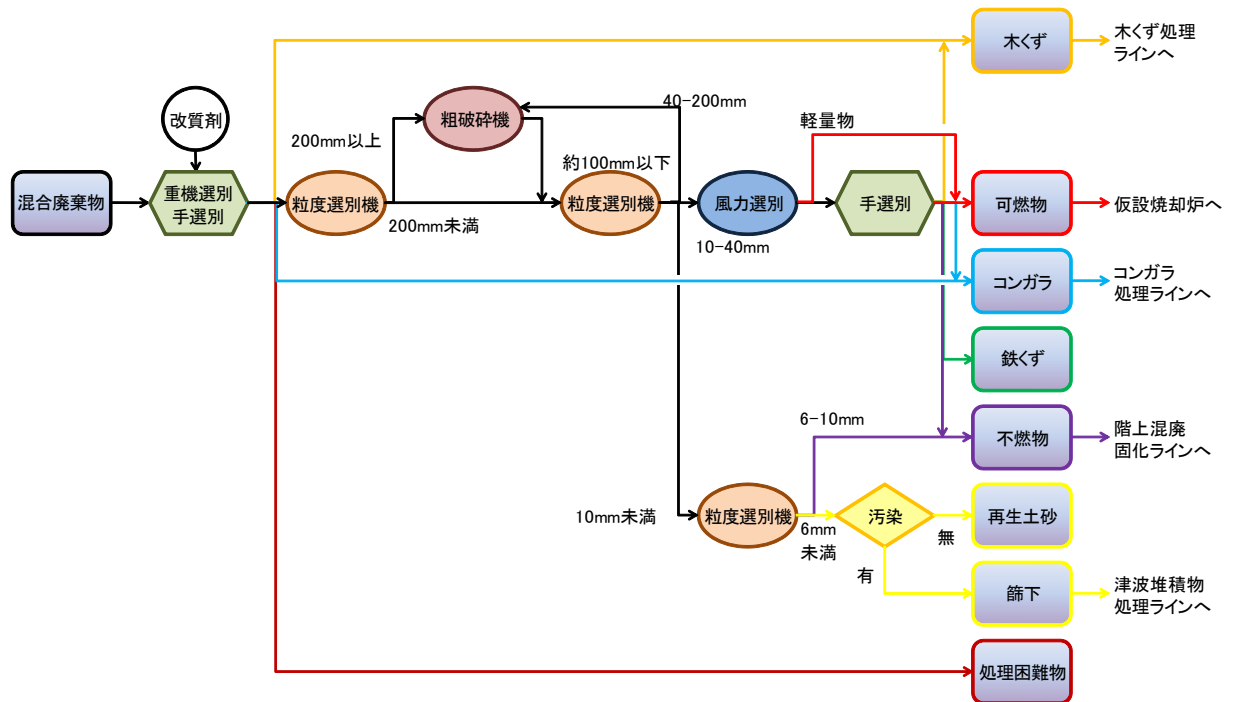 木くず
木くず処理
ラインへ
改質剤
粗破砕機
40-200mm
軽量物
200mm以上
約100mm以下
混合廃棄物
重機選別
手選別
粒度選別機
200mm未満
粒度選別機
風力選別
10-40mm
手選別
可燃物
仮設焼却炉へ
コンガラ
コンガラ
処理ラインへ
鉄くず
6-10mm
不燃物
階上混廃
固化ラインへ
10mm未満
粒度選別機
6mm
未満
汚染
無
再生土砂
有
篩下
津波堆積物
処理ラインへ
処理困難物